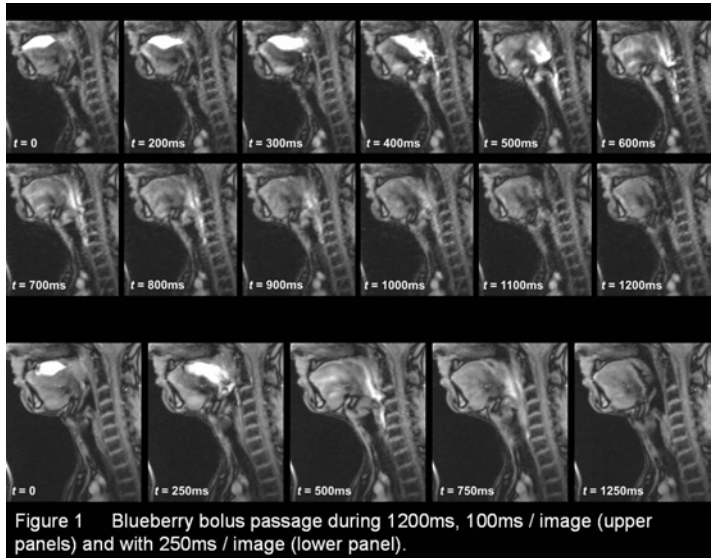 t = 0
t = 200ms
t = 300ms
t = 400ms
t = 500ms
t = 600ms
t = 700ms
t = 800ms
t = 900ms
t = 1000ms
t = 1100ms
t = 1200ms
t = 0
t = 250ms
t = 500ms
t = 750ms
t = 1250ms
Figure 1 Blueberry bolus passage during 1200ms, 100ms / image (upper
panels) and with 250ms / image (lower panel).